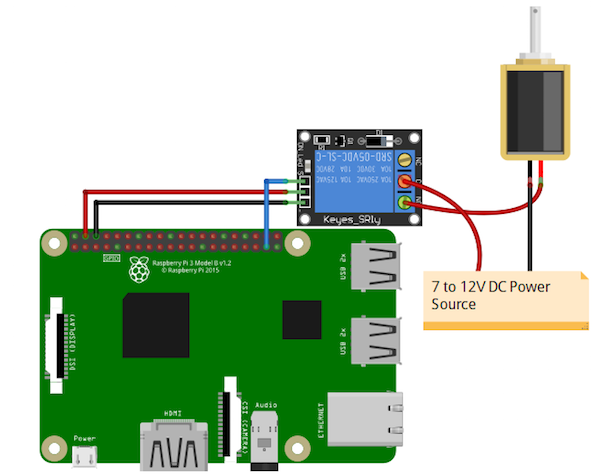 NC
SRD-05VDC-SL-C
10A 250VAC 10A 125VAC
10A 30VDC 10A 28VDC
Keyes_SRly
7 to 12V DC Power
Source
GPIO
Raspberry Pi 3 Model B v1.2
© Raspberry Pi 2015
USB 2x
USB 2x
DSI (DISPLAY)
Power
HDMI
CSI (CAMERA)
Audio
ETHERNET